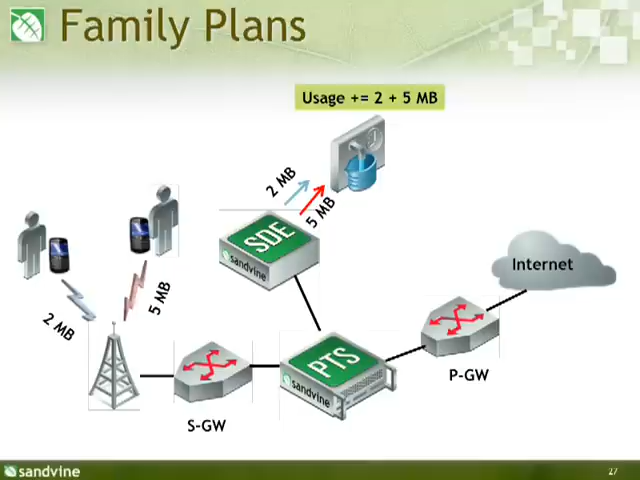 Family Plans
Usage += 2 + 5 MB
2 MB
5 MB
SDE
sandvine
Internet
2 MB
5 MB
PTS
sandvine
P-GW
S-GW
sandvine
27